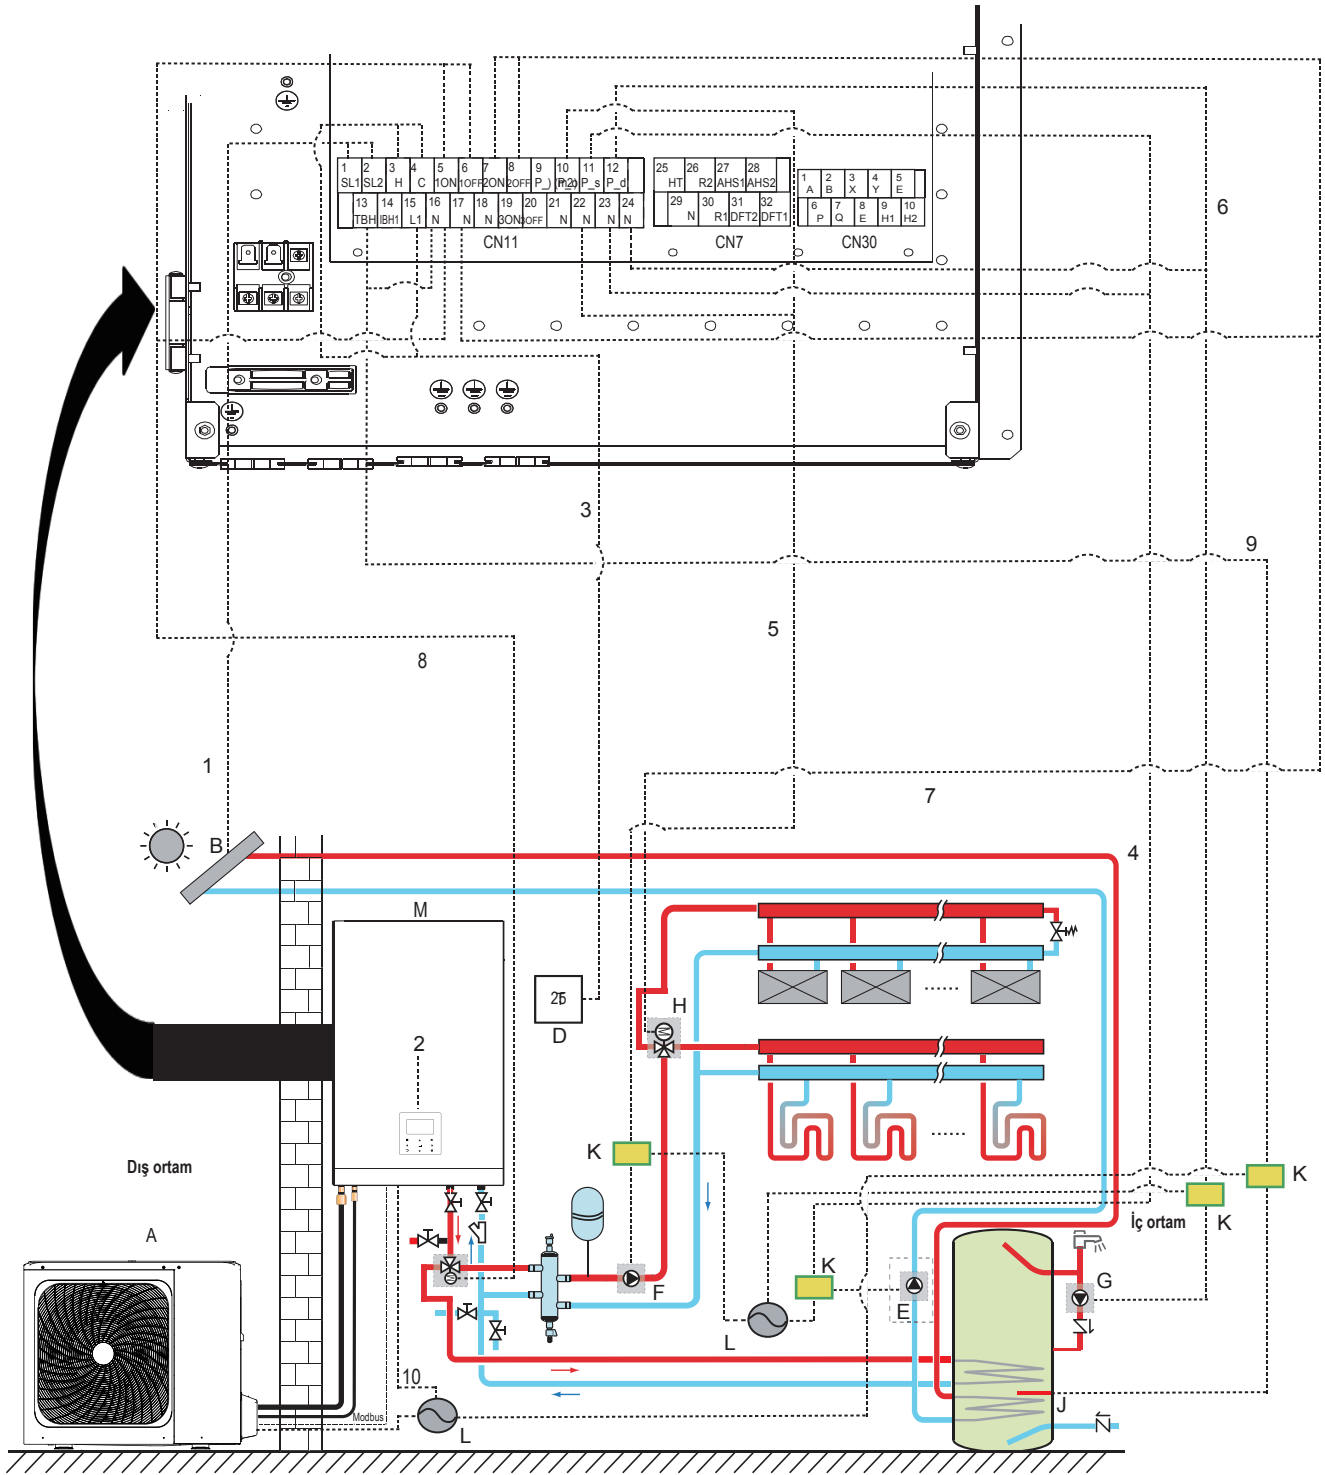 1 2 3 4 5 6 7 8 9 10 11 12
SL1 SL2 H C 1ON 1OFF 2ON 2OFF P_) P_s P_d
13 14 15 16 17 18 19 20 21 22 23 24
TBH IBH1 L1 N N N 3ON 3OFF N N N N
CN11
25 26 27 28
HT R2 AHS1 AHS2
29 30 31 32
N R1 DFT2 DFT1
CN7
1 2 3 4 5
A B X Y E
6 7 8 9 10
P Q E H1 H2
CN30
6
3
9
5
8
1
7
B
4
M
D
H
2
K
Dış ortam
K
İç ortam
K
A
K
F
E
G
L
10
J
Modbus
L